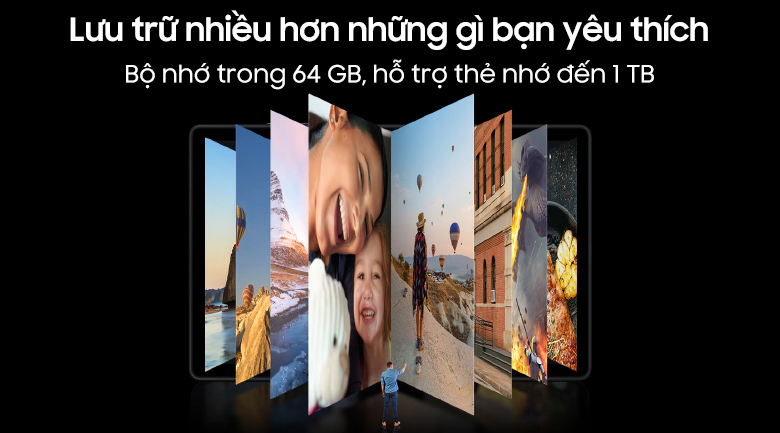 Lưu trữ nhiều hơn những gì bạn yêu thích
Bộ nhớ trong 64 GB, hỗ trợ thẻ nhớ đến 1 TB